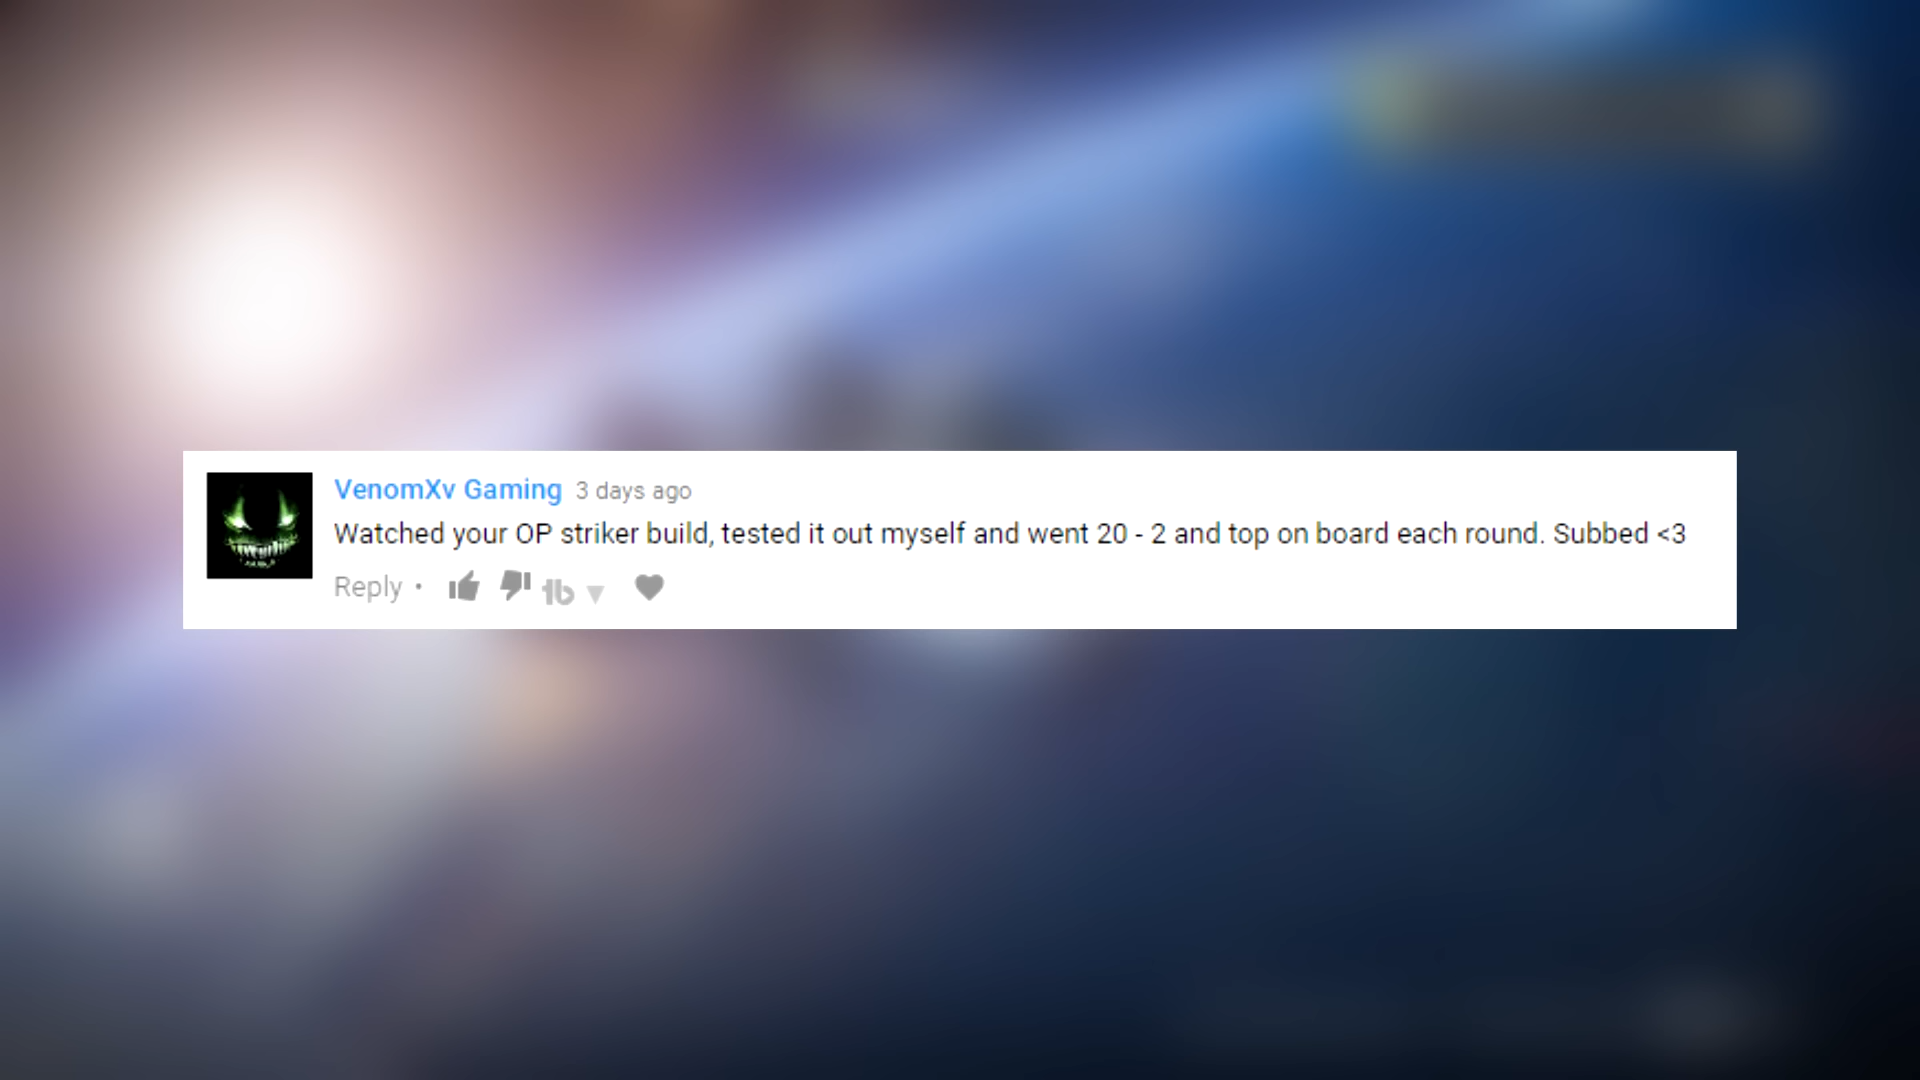 VenomXv Gaming 3 days ago
Watched your OP striker build, tested it out myself and went 20 - 2 and top on board each round. Subbed <3
Reply •